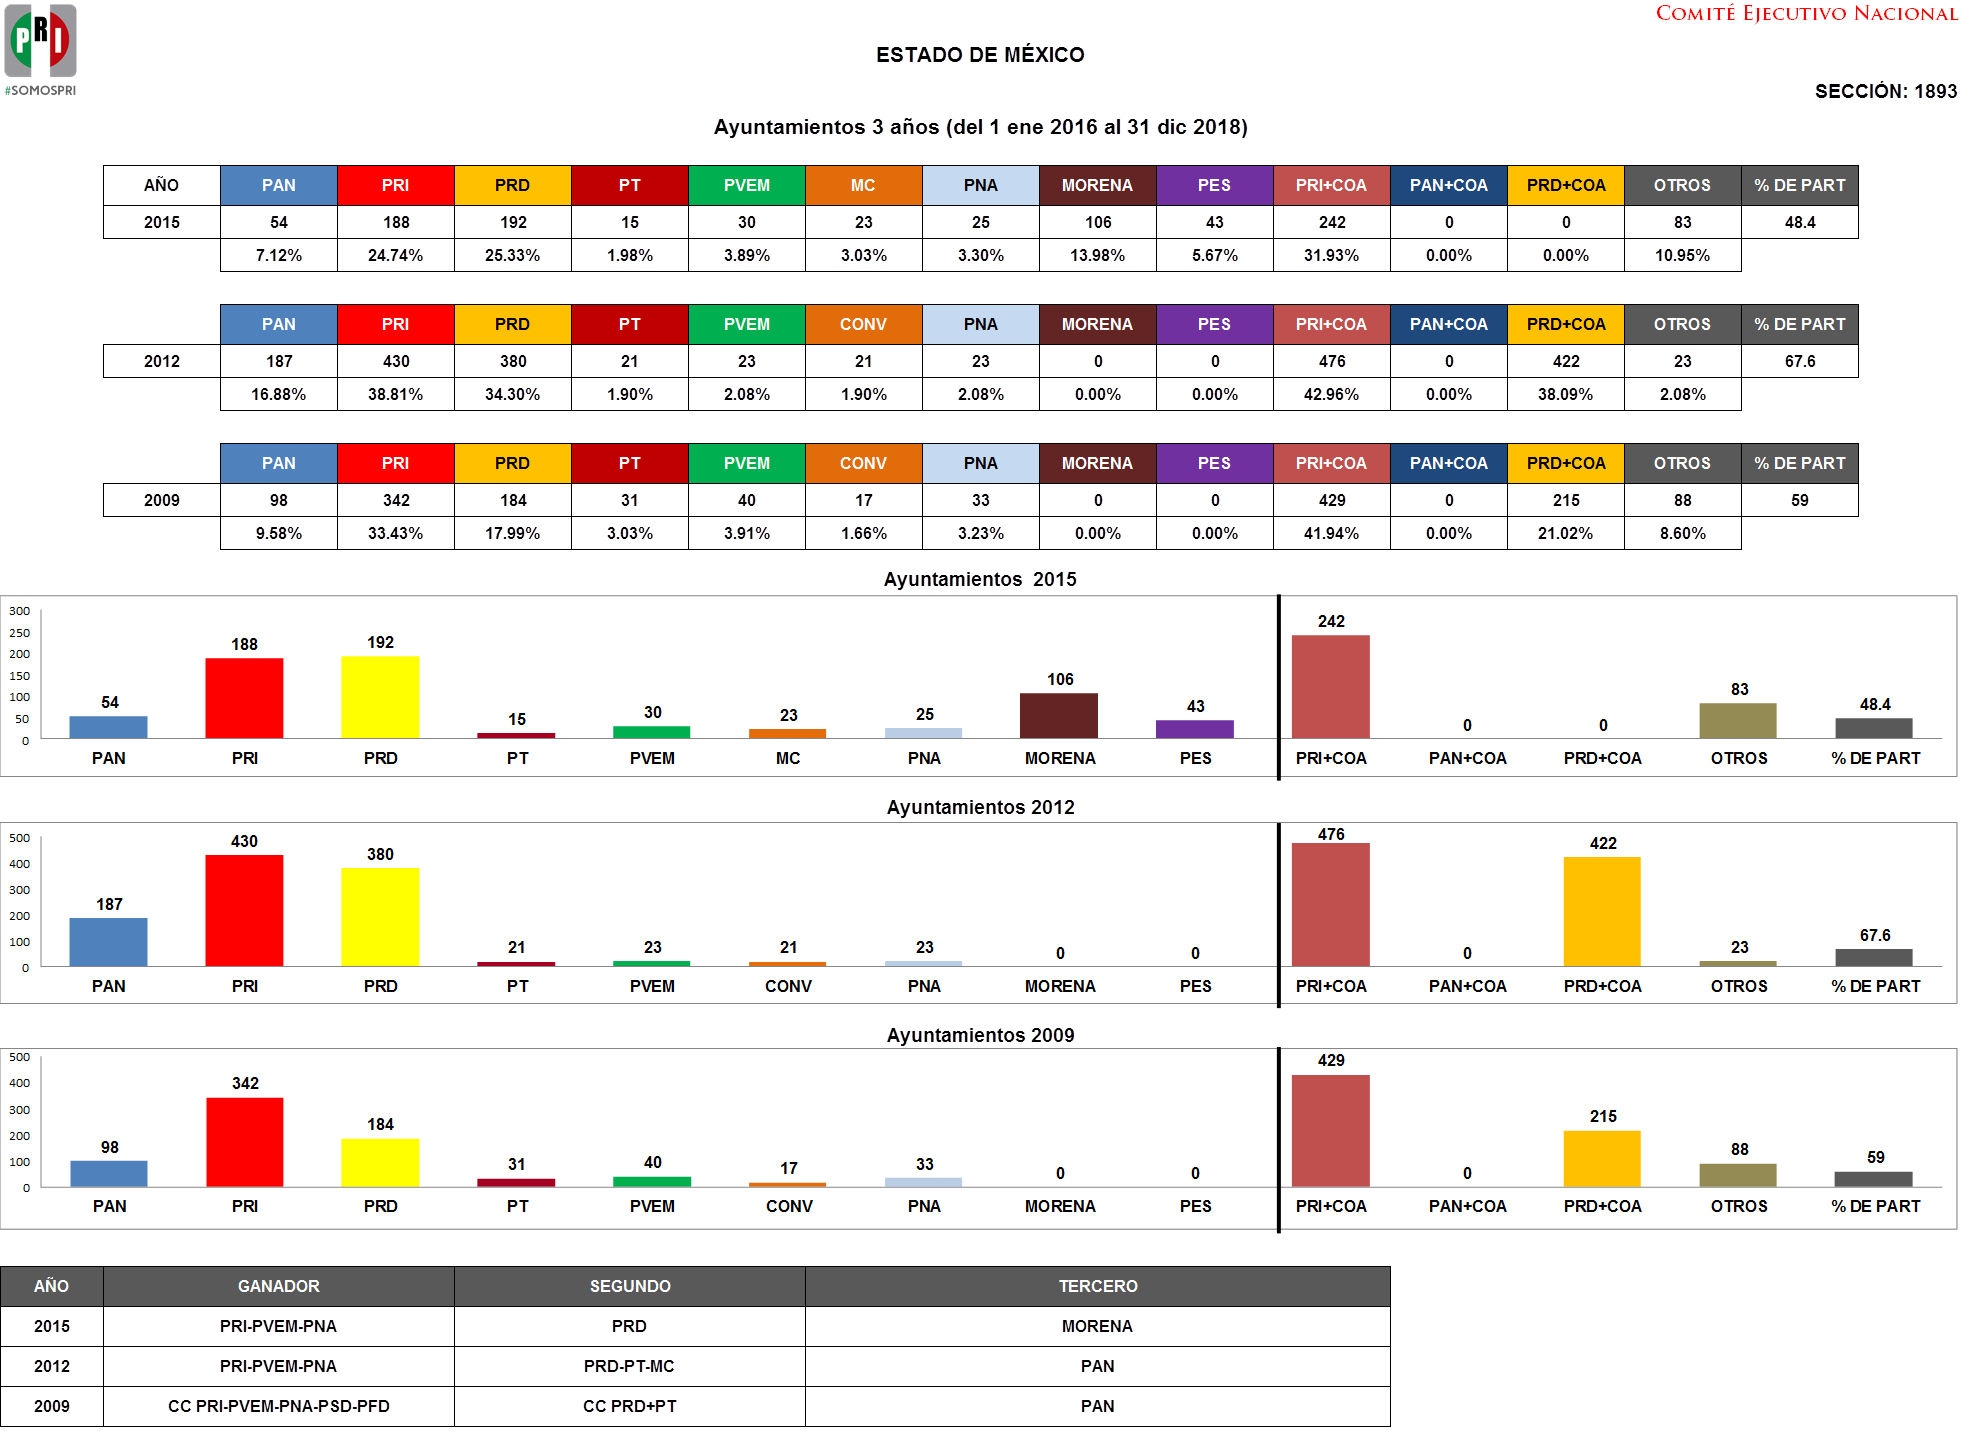 PRI
#SOMOSPRI
COMITÉ EJECUTIVO NACIONAL
ESTADO DE MÉXICO
SECCIÓN: 1893
Ayuntamientos 3 años (del 1 ene 2016 al 31 dic 2018)
AÑO PAN PRI PRD PT PVEM MC PNA MORENA PES PRI+COA PAN+COA PRD+COA OTROS % DE PART
2015 54 188 192 15 30 23 25 106 43 242 0 0 83 48.4
7.12% 24.74% 25.33% 1.98% 3.89% 3.03% 3.30% 13.98% 5.67% 31.93% 0.00% 0.00% 10.95%
PAN PRI PRD PT PVEM CONV PNA MORENA PES PRI+COA PAN+COA PRD+COA OTROS % DE PART
2012 187 430 380 21 23 21 23 0 0 476 0 422 23 67.6
16.88% 38.81% 34.30% 1.90% 2.08% 1.90% 2.08% 0.00% 0.00% 42.96% 0.00% 38.09% 2.08%
PAN PRI PRD PT PVEM CONV PNA MORENA PES PRI+COA PAN+COA PRD+COA OTROS % DE PART
2009 98 342 184 31 40 17 33 0 0 429 0 215 88 59
9.58% 33.43% 17.99% 3.03% 3.91% 1.66% 3.23% 0.00% 0.00% 41.94% 0.00% 21.02% 8.60%
Ayuntamientos 2015
300
250
200
150
100
50
0
54 188 192 15 30 23 25 106 43 242 0 0 83 48.4
PAN PRI PRD PT PVEM MC PNA MORENA PES PRI+COA PAN+COA PRD+COA OTROS % DE PART
Ayuntamientos 2012
500
400
300
200
100
0
187 430 380 21 23 21 23 0 0 476 0 422 23 67.6
PAN PRI PRD PT PVEM CONV PNA MORENA PES PRI+COA PAN+COA PRD+COA OTROS % DE PART
Ayuntamientos 2009
500
400
300
200
100
0
98 342 184 31 40 17 33 0 0 429 0 215 88 59
PAN PRI PRD PT PVEM CONV PNA MORENA PES PRI+COA PAN+COA PRD+COA OTROS % DE PART
AÑO GANADOR SEGUNDO TERCERO
2015 PRI-PVEM-PNA PRD MORENA
2012 PRI-PVEM-PNA PRD-PT-MC PAN
2009 CC PRI-PVEM-PNA-PSD-PFD CC PRD+PT PAN